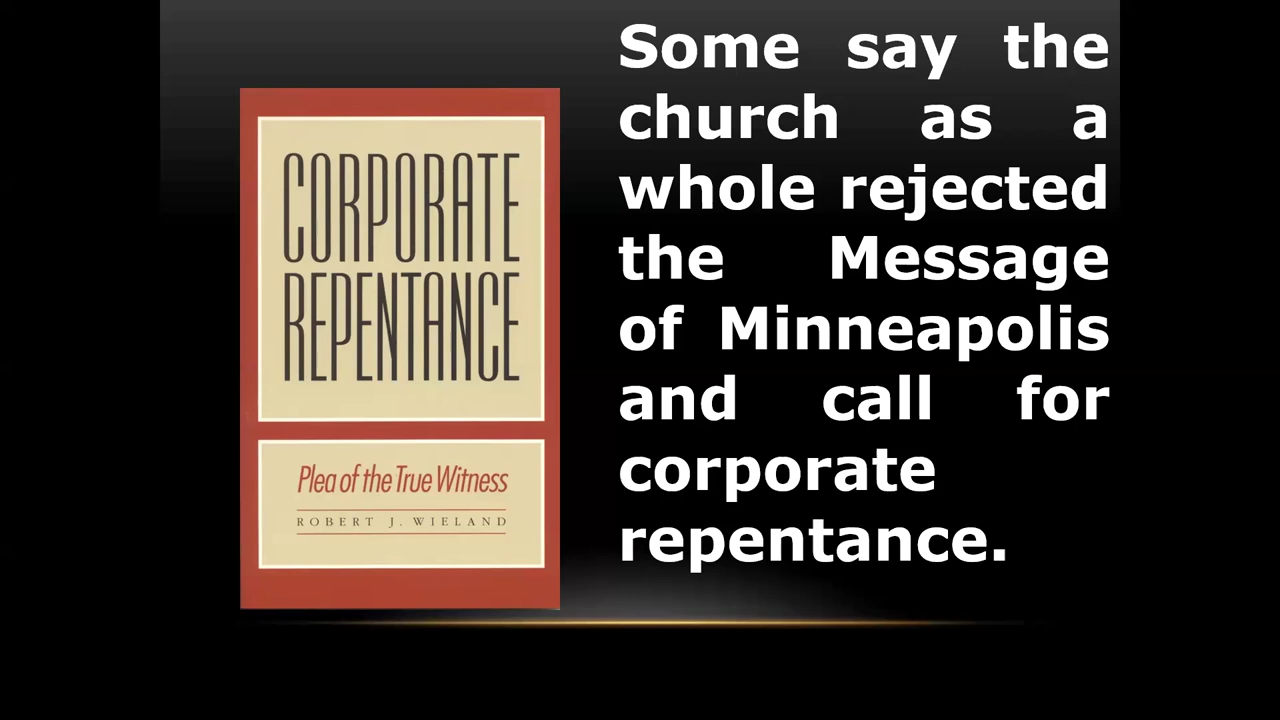 CORPORATE
REPENTANCE
Plea of the True Witness
ROBERT J. WIELAND
Some say the
church as a
whole rejected
the Message
of Minneapolis
and call for
corporate
repentance.